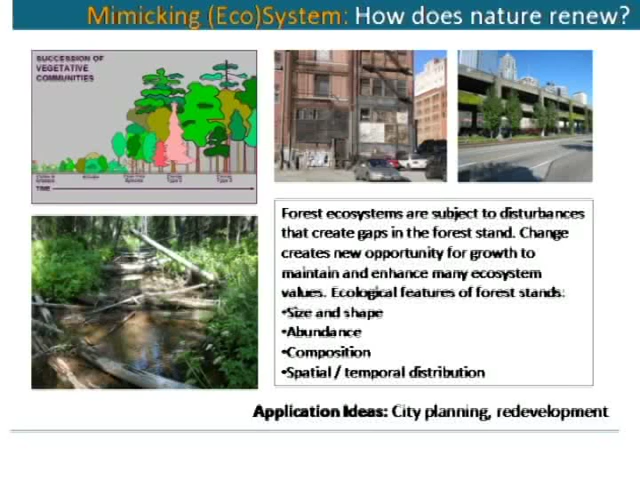 Mimicking (Eco)System: How does nature renew?
SUCCESSION OF
VEGETATIVE
COMMUNITIES
TIME
Forest ecosystems are subject to disturbances
that create gaps in the forest stand. Change
creates new opportunity for growth to
maintain and enhance many ecosystem
values. Ecological features of forest stands:
•Size and shape
•Abundance
•Composition
•Spatial / temporal distribution
Application Ideas: City planning, redevelopment